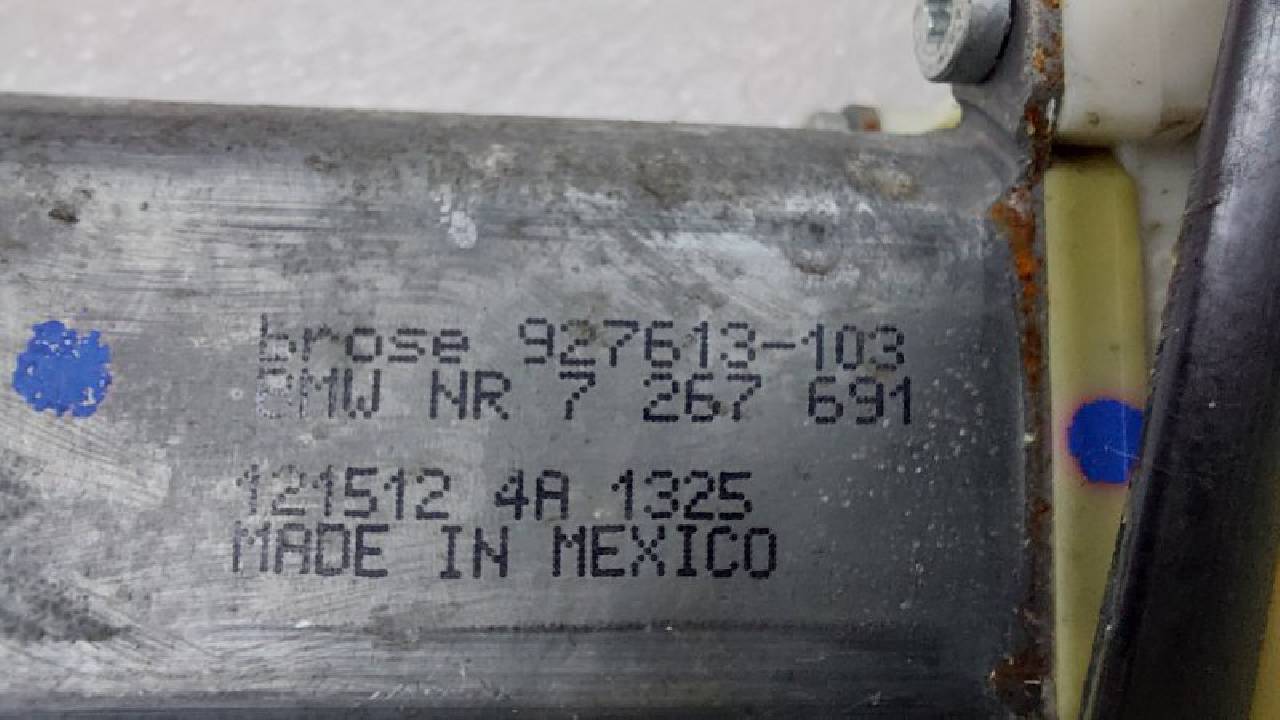 brose 927613-103
BMW NR 7 267 691
121512 4A 1325
MADE IN MEXICO